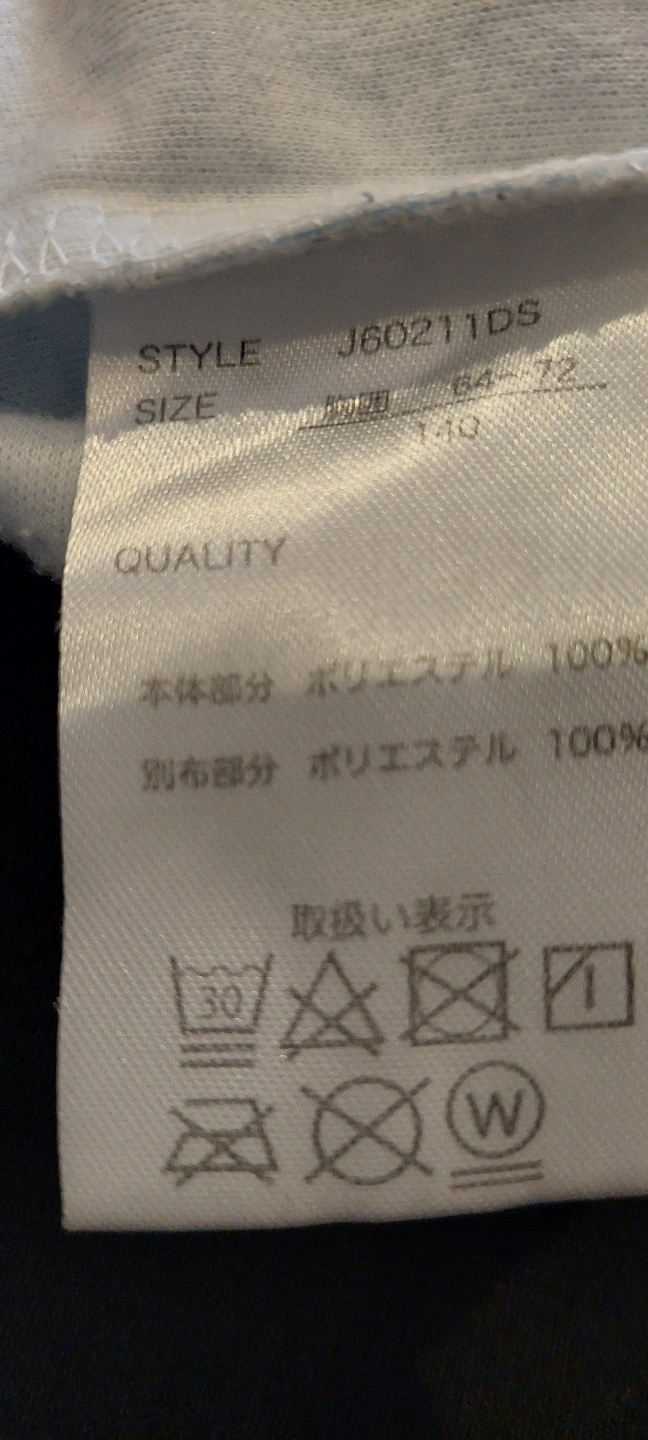 STYLE J60211DS
SIZE 胸囲 64～72
140
QUALITY
本体部分 ポリエステル 100%
別布部分 ポリエステル 100%
取扱い表示
30
W